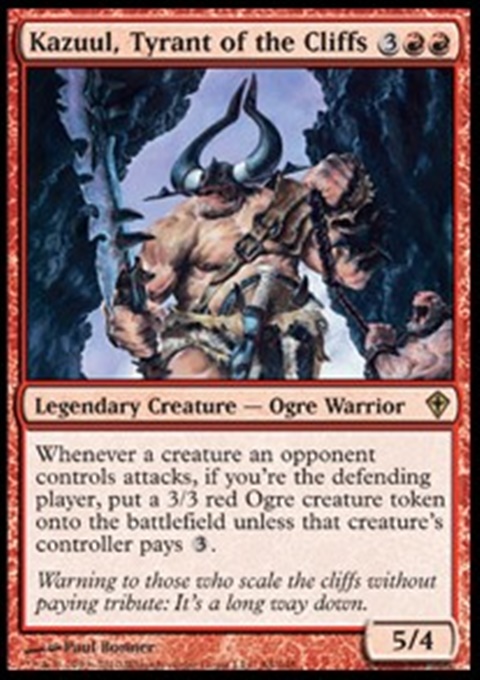 Kazuul, Tyrant of the Cliffs 3
Legendary Creature — Ogre Warrior
Whenever a creature an opponent
controls attacks, if you're the defending
player, put a 3/3 red Ogre creature token
onto the battlefield unless that creature's
controller pays 3.
Warning to those who scale the cliffs without
paying tribute: It's a long way down.
Paul Bonner
5/4